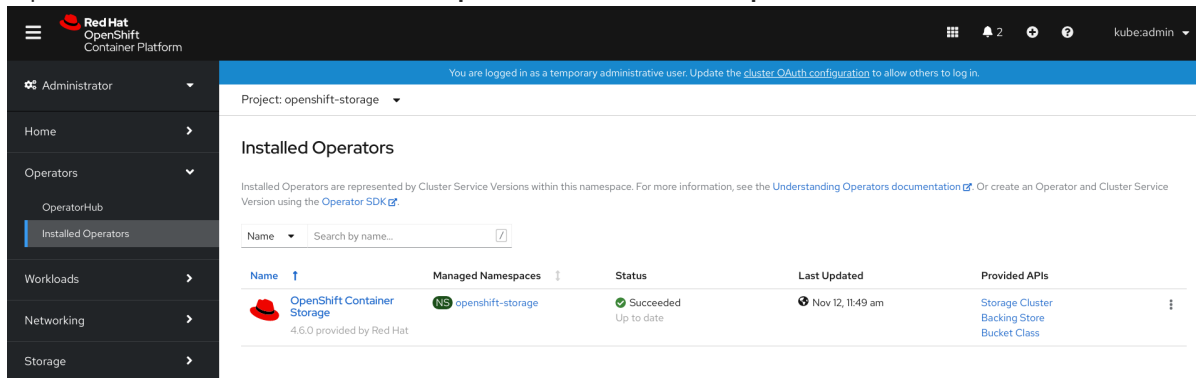 Red Hat
OpenShift
Container Platform
2
kube:admin
You are logged in as a temporary administrative user. Update the cluster OAuth configuration to allow others to log in.
Administrator
Project: openshift-storage
Home
Installed Operators
Operators
Installed Operators are represented by Cluster Service Versions within this namespace. For more information, see the Understanding Operators documentation. Or create an Operator and Cluster Service
Version using the Operator SDK.
OperatorHub
Installed Operators
Name Search by name... /
Workloads
Name Managed Namespaces Status Last Updated Provided APIs
OpenShift Container
Storage
4.6.0 provided by Red Hat
NS openshift-storage
Succeeded
Up to date
Nov 12, 11:49 am
Storage Cluster
Backing Store
Bucket Class
Networking
Storage